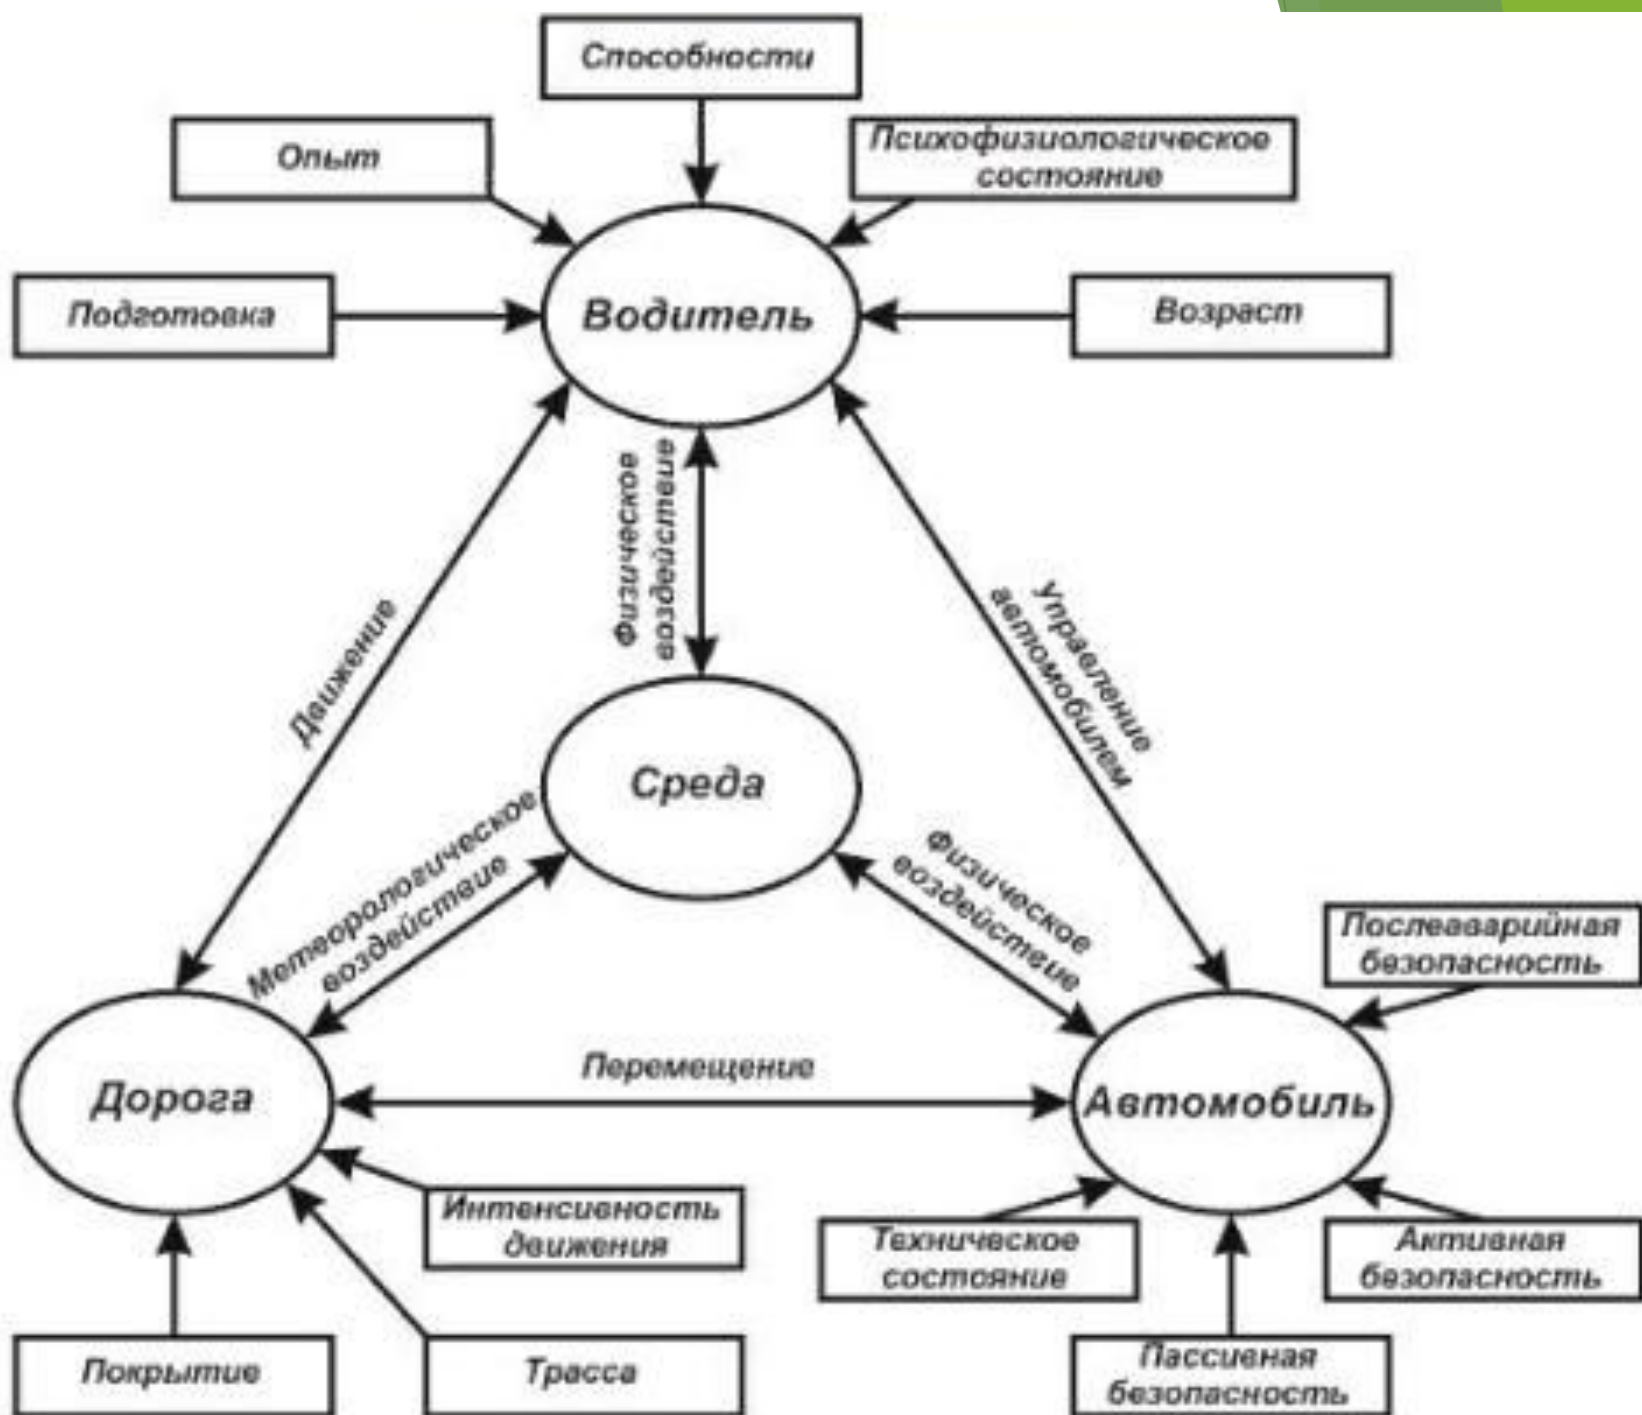 Способности
Опыт
Психофизиологическое
состояние
Подготовка
Водитель
Возраст
Физическое
воздействие
Движение
Управление
автомобилем
Среда
Метеорологическое
воздействие
Физическое
воздействие
Послеаварийная
безопасность
Перемещение
Дорога
Автомобиль
Интенсивность
движения
Техническое
состояние
Активная
безопасность
Покрытие
Трасса
Пассивная
безопасность